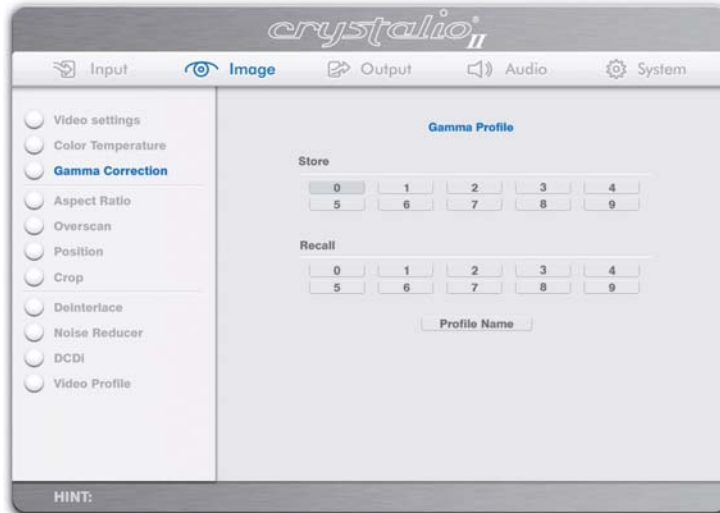 crystalio® II
Input Image Output Audio System
Video settings
Color Temperature
Gamma Correction
Aspect Ratio
Overscan
Position
Crop
Deinterlace
Noise Reducer
DCDi
Video Profile
Gamma Profile
Store
0 1 2 3 4
5 6 7 8 9
Recall
0 1 2 3 4
5 6 7 8 9
Profile Name
HINT: